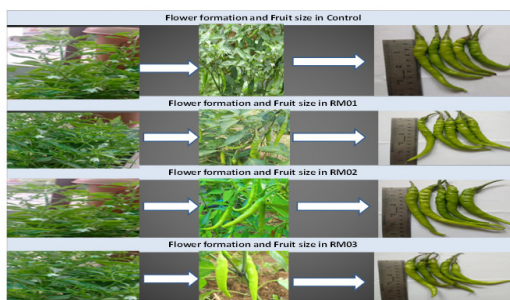 Flower formation and Fruit size in Control
Flower formation and Fruit size in RM01
Flower formation and Fruit size in RM02
Flower formation and Fruit size in RM03